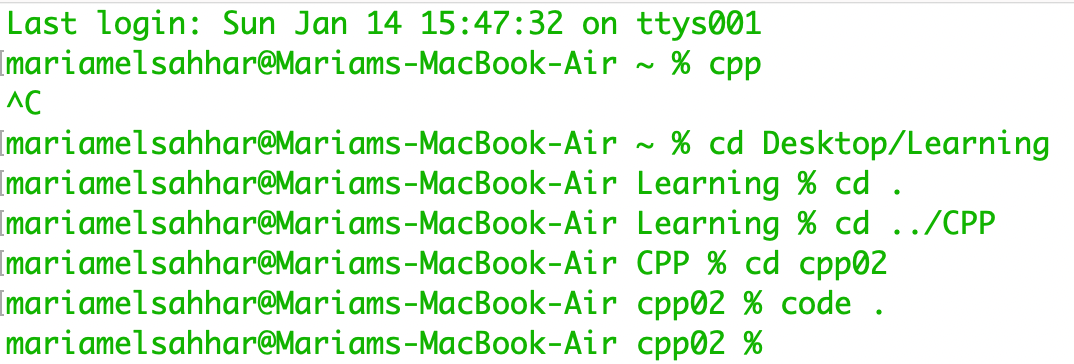 Last login: Sun Jan 14 15:47:32 on ttys001
[mariamelsahhar@Mariams-MacBook-Air ~ % cpp
^C
[mariamelsahhar@Mariams-MacBook-Air ~ % cd Desktop/Learning
[mariamelsahhar@Mariams-MacBook-Air Learning % cd .
[mariamelsahhar@Mariams-MacBook-Air Learning % cd ../CPP
[mariamelsahhar@Mariams-MacBook-Air CPP % cd cpp02
[mariamelsahhar@Mariams-MacBook-Air cpp02 % code .
mariamelsahhar@Mariams-MacBook-Air cpp02 %